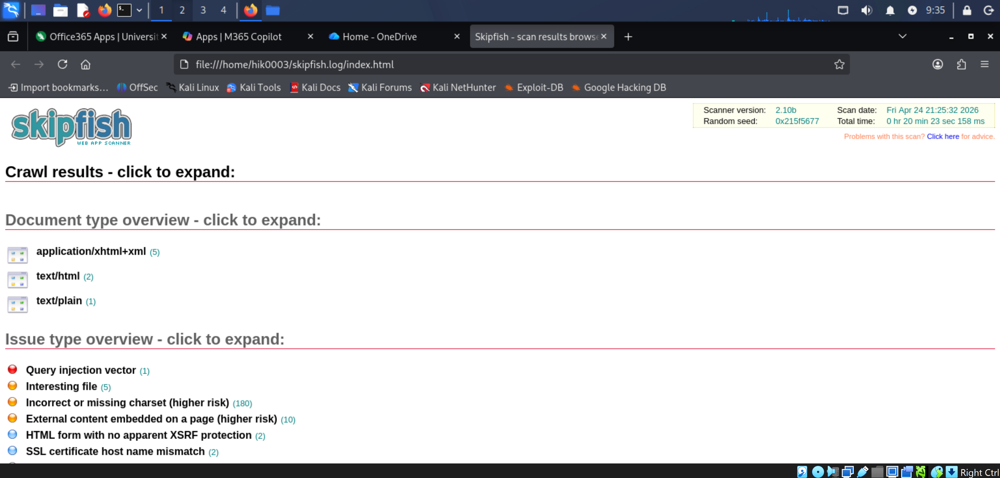 1 2 3 4 9:35
Office365 Apps | Universit Apps | M365 Copilot Home - OneDrive Skipfish - scan results browse
file:///home/hik0003/skipfish.log/index.html
Import bookmarks... OffSec Kali Linux Kali Tools Kali Docs Kali Forums Kali NetHunter Exploit-DB Google Hacking DB
skipfish
WEB APP SCANNER
Scanner version: 2.10b Scan date: Fri Apr 24 21:25:32 2026
Random seed: 0x215f5677 Total time: 0 hr 20 min 23 sec 158 ms
Problems with this scan? Click here for advice.
Crawl results - click to expand:
Document type overview - click to expand:
application/xhtml+xml (5)
text/html (2)
text/plain (1)
Issue type overview - click to expand:
Query injection vector (1)
Interesting file (5)
Incorrect or missing charset (higher risk) (180)
External content embedded on a page (higher risk) (10)
HTML form with no apparent XSRF protection (2)
SSL certificate host name mismatch (2)
Right Ctrl